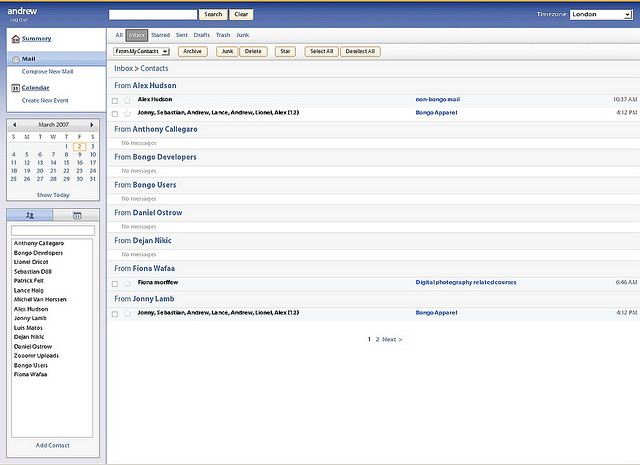 andrew
Log Out
Search Clear
Timezone: London
Summary
Mail
Compose New Mail
Calendar
Create New Event
March 2007
S M T W T F S
1 2 3
4 5 6 7 8 9 10
11 12 13 14 15 16 17
18 19 20 21 22 23 24
25 26 27 28 29 30 31
Show Today
Anthony Callegaro
Bongo Developers
Lionel Dricot
Sebastian Döll
Patrick Felt
Lance Haig
Michel Van Horssen
Alex Hudson
Jonny Lamb
Luis Matos
Dejan Nikic
Daniel Ostrow
Zooomr Uploads
Bongo Users
Fiona Wafaa
Add Contact
All Inbox Starred Sent Drafts Trash Junk
From My Contacts Archive Junk Delete Star Select All Deselect All
Inbox > Contacts
From Alex Hudson
Alex Hudson non-bongo mail 10:37 AM
Jonny, Sebastian, Andrew, Lance, Andrew, Lionel, Alex (12) Bongo Apparel 4:12 PM
From Anthony Callegaro
No messages
From Bongo Developers
No messages
From Bongo Users
No messages
From Daniel Ostrow
No messages
From Dejan Nikic
No messages
From Fiona Wafaa
Fiona morffew Digital photography related courses 6:46 AM
From Jonny Lamb
Jonny, Sebastian, Andrew, Lance, Andrew, Lionel, Alex (12) Bongo Apparel 4:12 PM
1 2 Next >